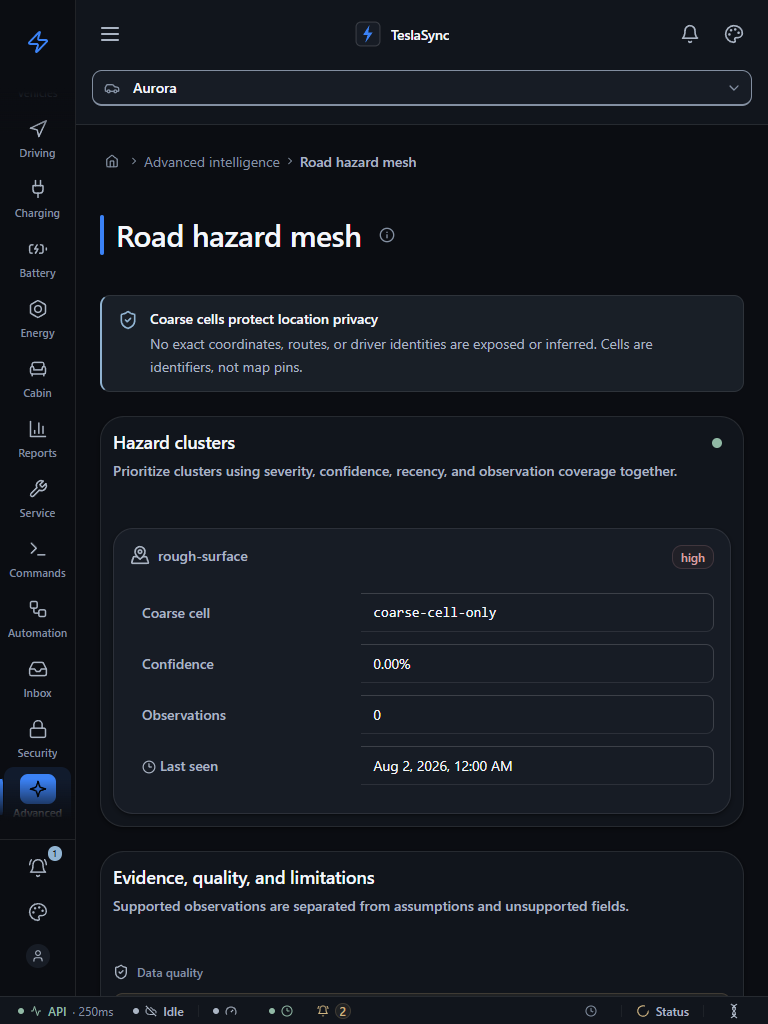 TeslaSync
Aurora
Advanced intelligence
Road hazard mesh
Driving
Charging
Battery
Energy
Cabin
Reports
Service
Commands
Automation
Inbox
Security
Advanced
1
Road hazard mesh
Coarse cells protect location privacy
No exact coordinates, routes, or driver identities are exposed or inferred. Cells are
identifiers, not map pins.
Hazard clusters
Prioritize clusters using severity, confidence, recency, and observation coverage together.
rough-surface
high
Coarse cell
coarse-cell-only
Confidence
0.00%
Observations
0
Last seen
Aug 2, 2026, 12:00 AM
Evidence, quality, and limitations
Supported observations are separated from assumptions and unsupported fields.
Data quality
API · 250ms
Idle
2
Status